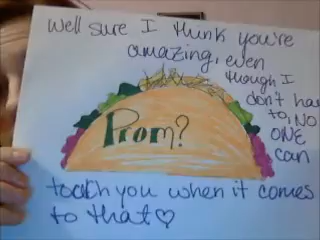 Well sure I think you're
amazing, even
though I
don't ha
to, NO
ONE
can
Prom?
touch you when it comes
to that♡